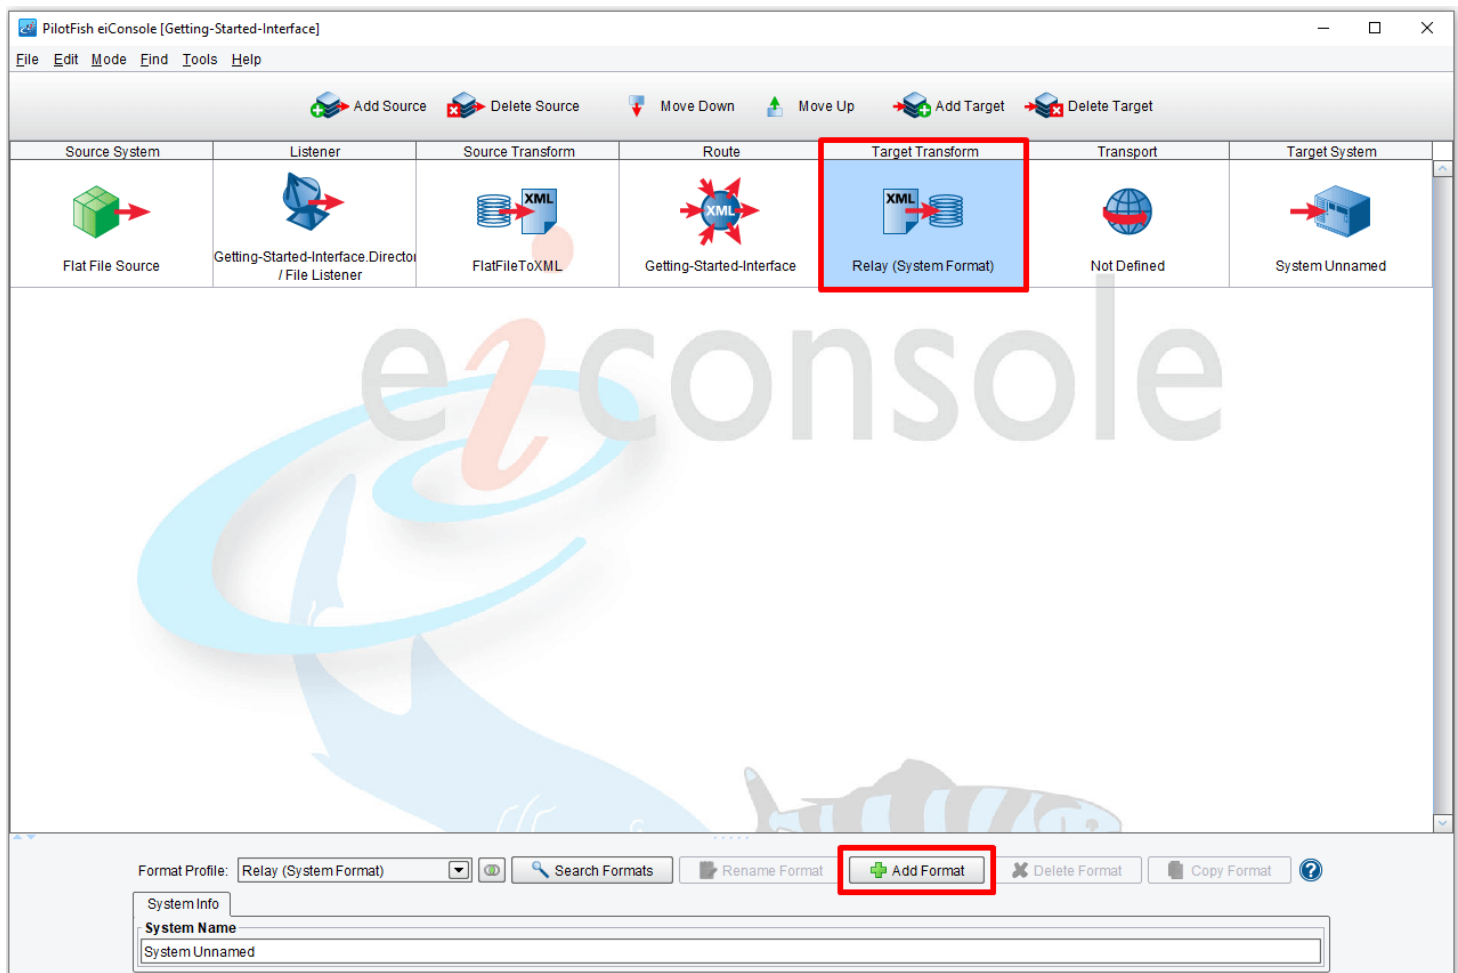 PilotFish eiConsole [Getting-Started-Interface]
File Edit Mode Find Tools Help
Add Source Delete Source Move Down Move Up Add Target Delete Target
Source System Listener Source Transform Route Target Transform Transport Target System
XML XML XML
Flat File Source Getting-Started-Interface.Director / File Listener FlatFileToXML Getting-Started-Interface Relay (System Format) Not Defined System Unnamed
eiconsole
Format Profile: Relay (System Format) Search Formats Rename Format Add Format Delete Format Copy Format ?
System Info
System Name
System Unnamed